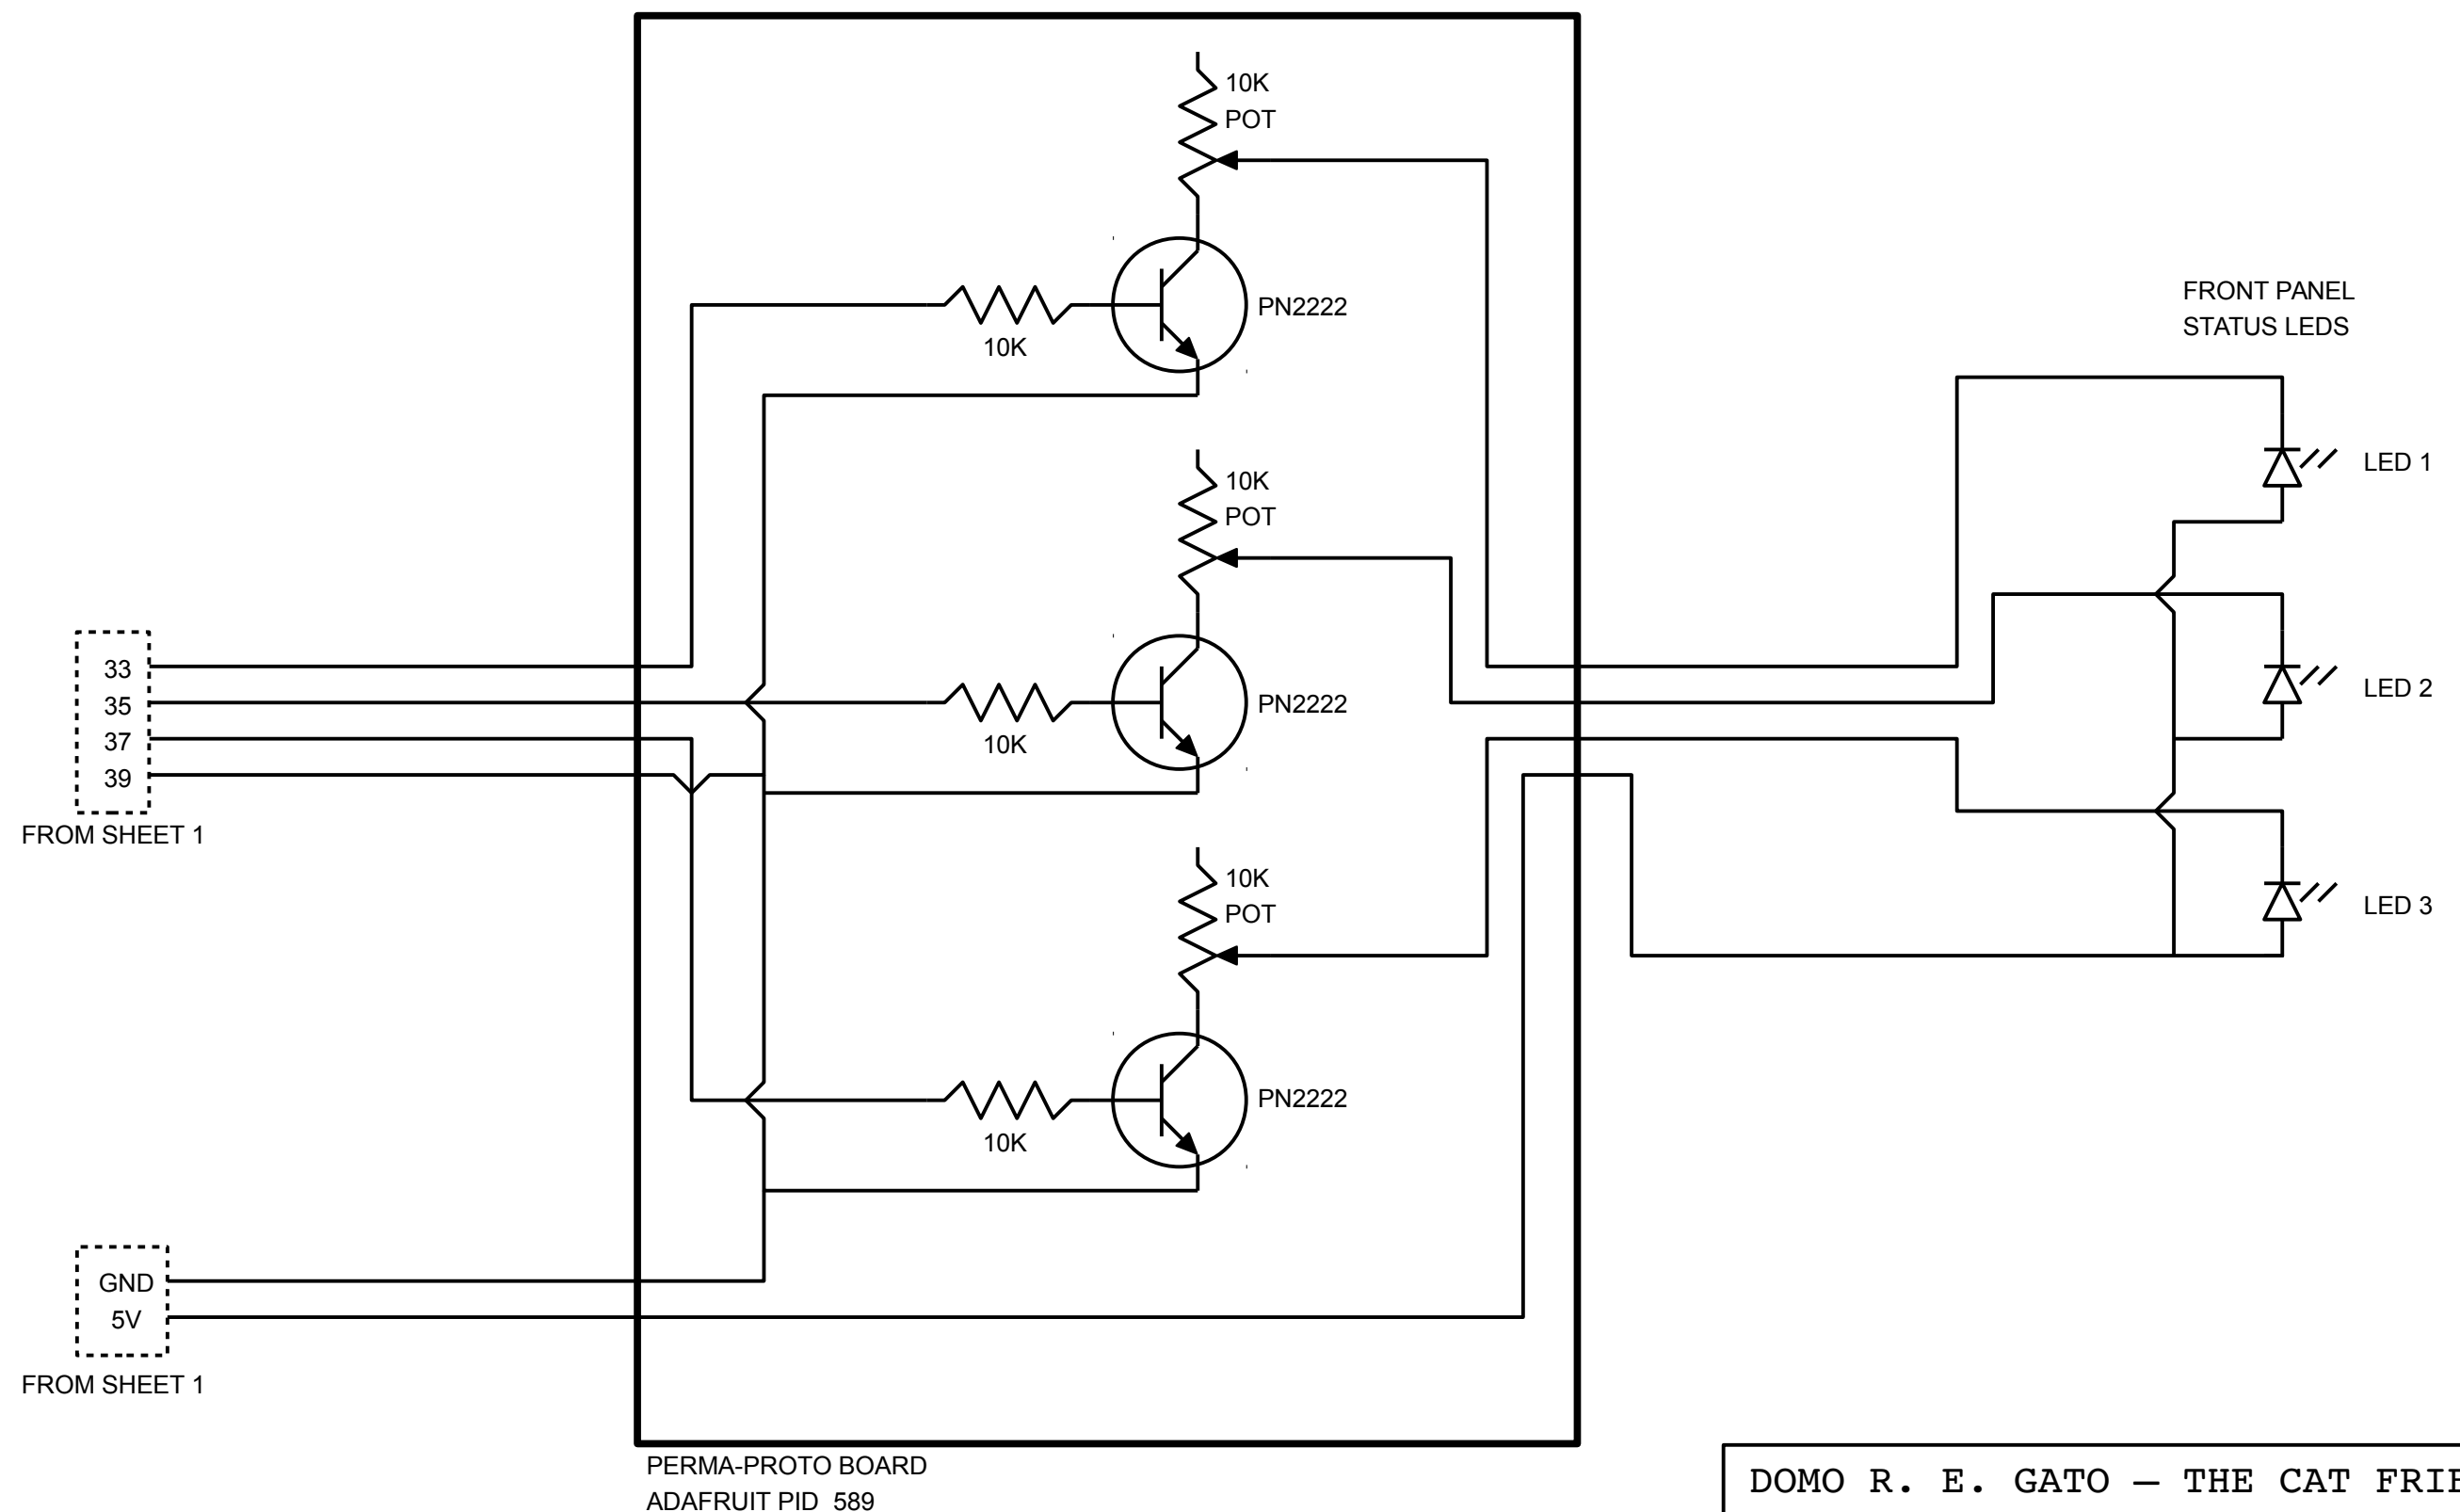 10K
POT
PN2222
10K
FRONT PANEL
STATUS LEDS
LED 1
10K
POT
33
35
37
39
FROM SHEET 1
PN2222
10K
LED 2
10K
POT
LED 3
PN2222
10K
GND
5V
FROM SHEET 1
PERMA-PROTO BOARD
ADAFRUIT PID 589
DOMO R. E. GATO — THE CAT